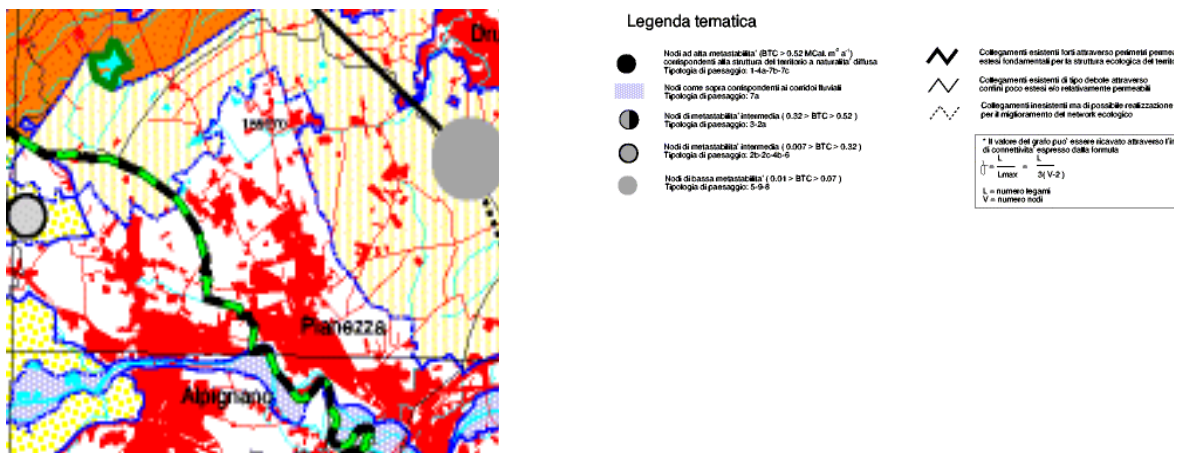 Dru
Pianezza
Alpignano
Legenda tematica
Nodi ad alta metastabilita' (BTC > 0.52 MCal. m² a⁻¹)
corrispondenti alla struttura del territorio a naturalita' diffusa
Tipologia di paesaggio: 1-4a-7b-7c
Nodi come sopra corrispondenti ai corridoi fluviali
Tipologia di paesaggio: 7a
Nodi di metastabilita' intermedia ( 0.32 > BTC > 0.52 )
Tipologia di paesaggio: 3-2a
Nodi di metastabilita' intermedia ( 0.007 > BTC > 0.32 )
Tipologia di paesaggio: 2b-2c-4b-6
Nodi di bassa metastabilita' ( 0.01 > BTC > 0.07 )
Tipologia di paesaggio: 5-9-8
Collegamenti esistenti forti attraverso perimetri permea
estesi fondamentali per la struttura ecologica del territo
Collegamenti esistenti di tipo debole attraverso
confini poco estesi e/o relativamente permeabili
Collegamenti inesistenti ma di possibile realizzazione
per il miglioramento del network ecologico
* Il valore del grafo puo' essere ricavato attraverso l'in
di connettivita' espresso dalla formula
= L / Lmax = L / 3( V-2 )
L = numero legami
V = numero nodi